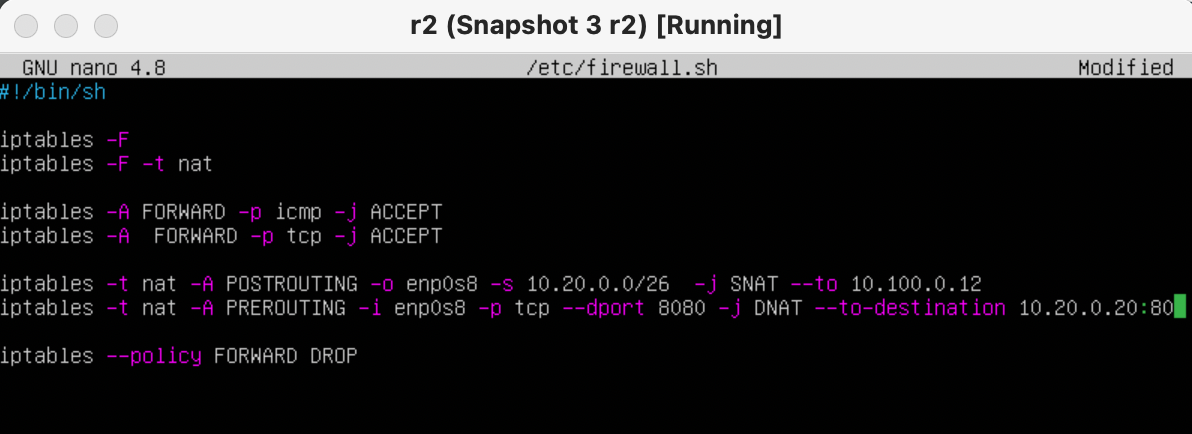 r2 (Snapshot 3 r2) [Running]
GNU nano 4.8 /etc/firewall.sh Modified
#!/bin/sh
iptables -F
iptables -F -t nat
iptables -A FORWARD -p icmp -j ACCEPT
iptables -A  FORWARD -p tcp -j ACCEPT
iptables -t nat -A POSTROUTING -o enp0s8 -s 10.20.0.0/26  -j SNAT --to 10.100.0.12
iptables -t nat -A PREROUTING -i enp0s8 -p tcp --dport 8080 -j DNAT --to-destination 10.20.0.20:80
iptables --policy FORWARD DROP